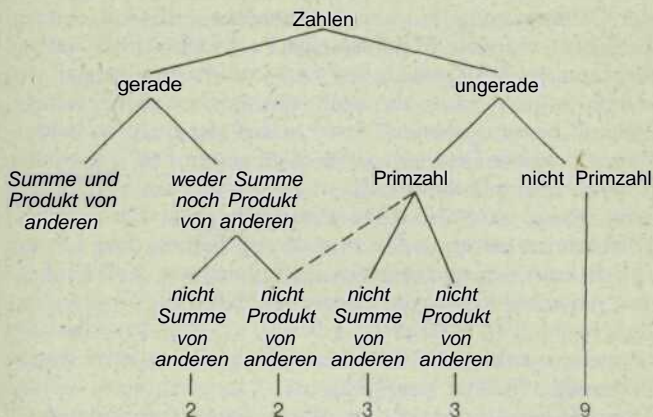 Zahlen
gerade ungerade
Summe und weder Summe Primzahl nicht Primzahl
Produkt von noch Produkt
anderen von anderen
nicht nicht nicht nicht
Summe Produkt Summe Produkt
von von von von
anderen anderen anderen anderen
2 2 3 3 9